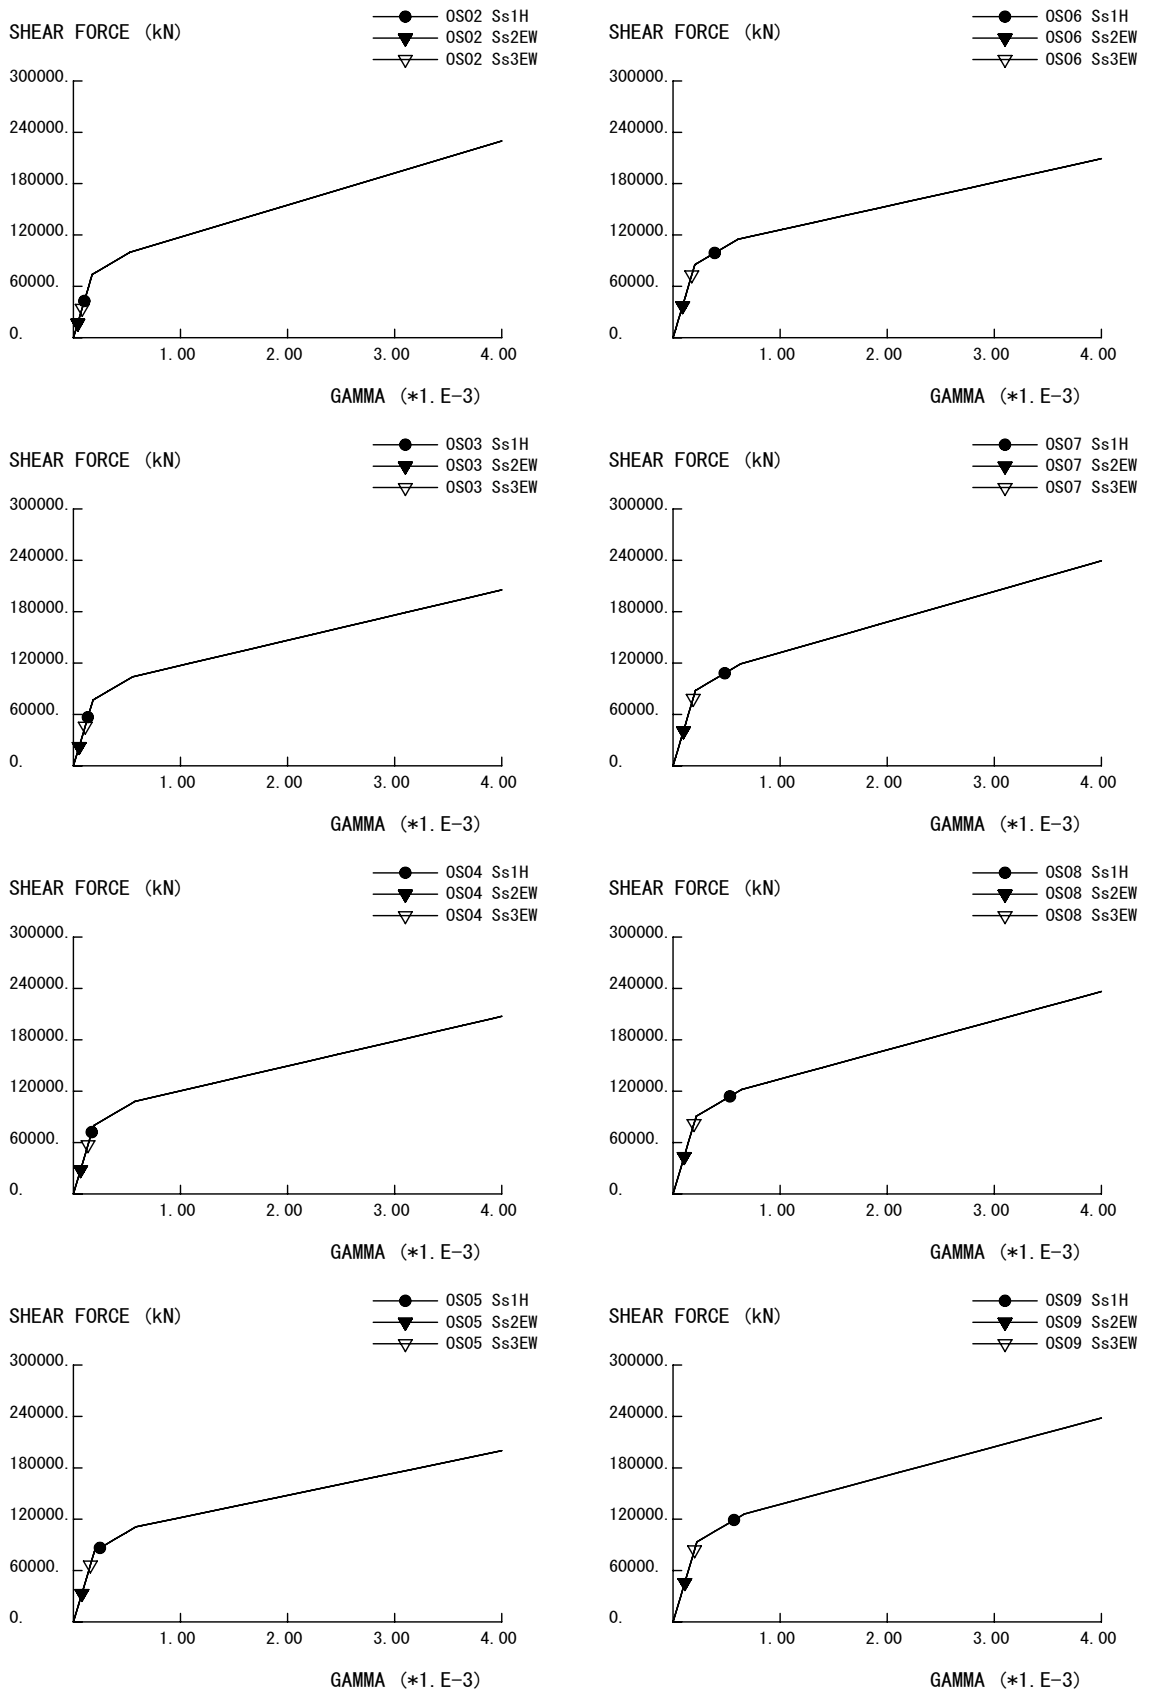 OS02 Ss1H
SHEAR FORCE (kN)
OS02 Ss2EW
OS02 Ss3EW
300000.
240000.
180000.
120000.
60000.
0.
1.00 2.00 3.00 4.00
GAMMA (*1.E-3)
OS06 Ss1H
SHEAR FORCE (kN)
OS06 Ss2EW
OS06 Ss3EW
300000.
240000.
180000.
120000.
60000.
0.
1.00 2.00 3.00 4.00
GAMMA (*1.E-3)
OS03 Ss1H
SHEAR FORCE (kN)
OS03 Ss2EW
OS03 Ss3EW
300000.
240000.
180000.
120000.
60000.
0.
1.00 2.00 3.00 4.00
GAMMA (*1.E-3)
OS07 Ss1H
SHEAR FORCE (kN)
OS07 Ss2EW
OS07 Ss3EW
300000.
240000.
180000.
120000.
60000.
0.
1.00 2.00 3.00 4.00
GAMMA (*1.E-3)
OS04 Ss1H
SHEAR FORCE (kN)
OS04 Ss2EW
OS04 Ss3EW
300000.
240000.
180000.
120000.
60000.
0.
1.00 2.00 3.00 4.00
GAMMA (*1.E-3)
OS08 Ss1H
SHEAR FORCE (kN)
OS08 Ss2EW
OS08 Ss3EW
300000.
240000.
180000.
120000.
60000.
0.
1.00 2.00 3.00 4.00
GAMMA (*1.E-3)
OS05 Ss1H
SHEAR FORCE (kN)
OS05 Ss2EW
OS05 Ss3EW
300000.
240000.
180000.
120000.
60000.
0.
1.00 2.00 3.00 4.00
GAMMA (*1.E-3)
OS09 Ss1H
SHEAR FORCE (kN)
OS09 Ss2EW
OS09 Ss3EW
300000.
240000.
180000.
120000.
60000.
0.
1.00 2.00 3.00 4.00
GAMMA (*1.E-3)